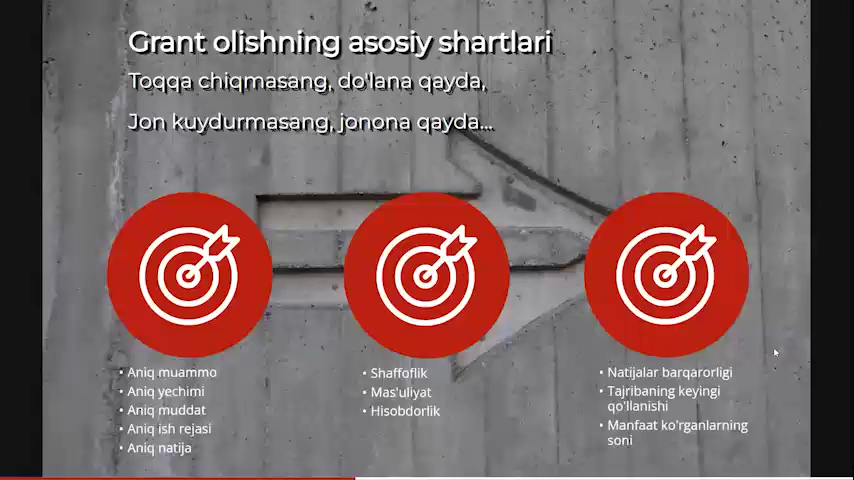 Grant olishning asosiy shartlari
Toqqa chiqmasang, do'lana qayda,
Jon kuydurmasang, jonona qayda...
• Aniq muammo
• Aniq yechimi
• Aniq muddat
• Aniq ish rejasi
• Aniq natija
• Shaffoflik
• Mas'uliyat
• Hisobdorlik
• Natijalar barqarorligi
• Tajribaning keyingi
qo'llanishi
• Manfaat ko'rganlarning
soni